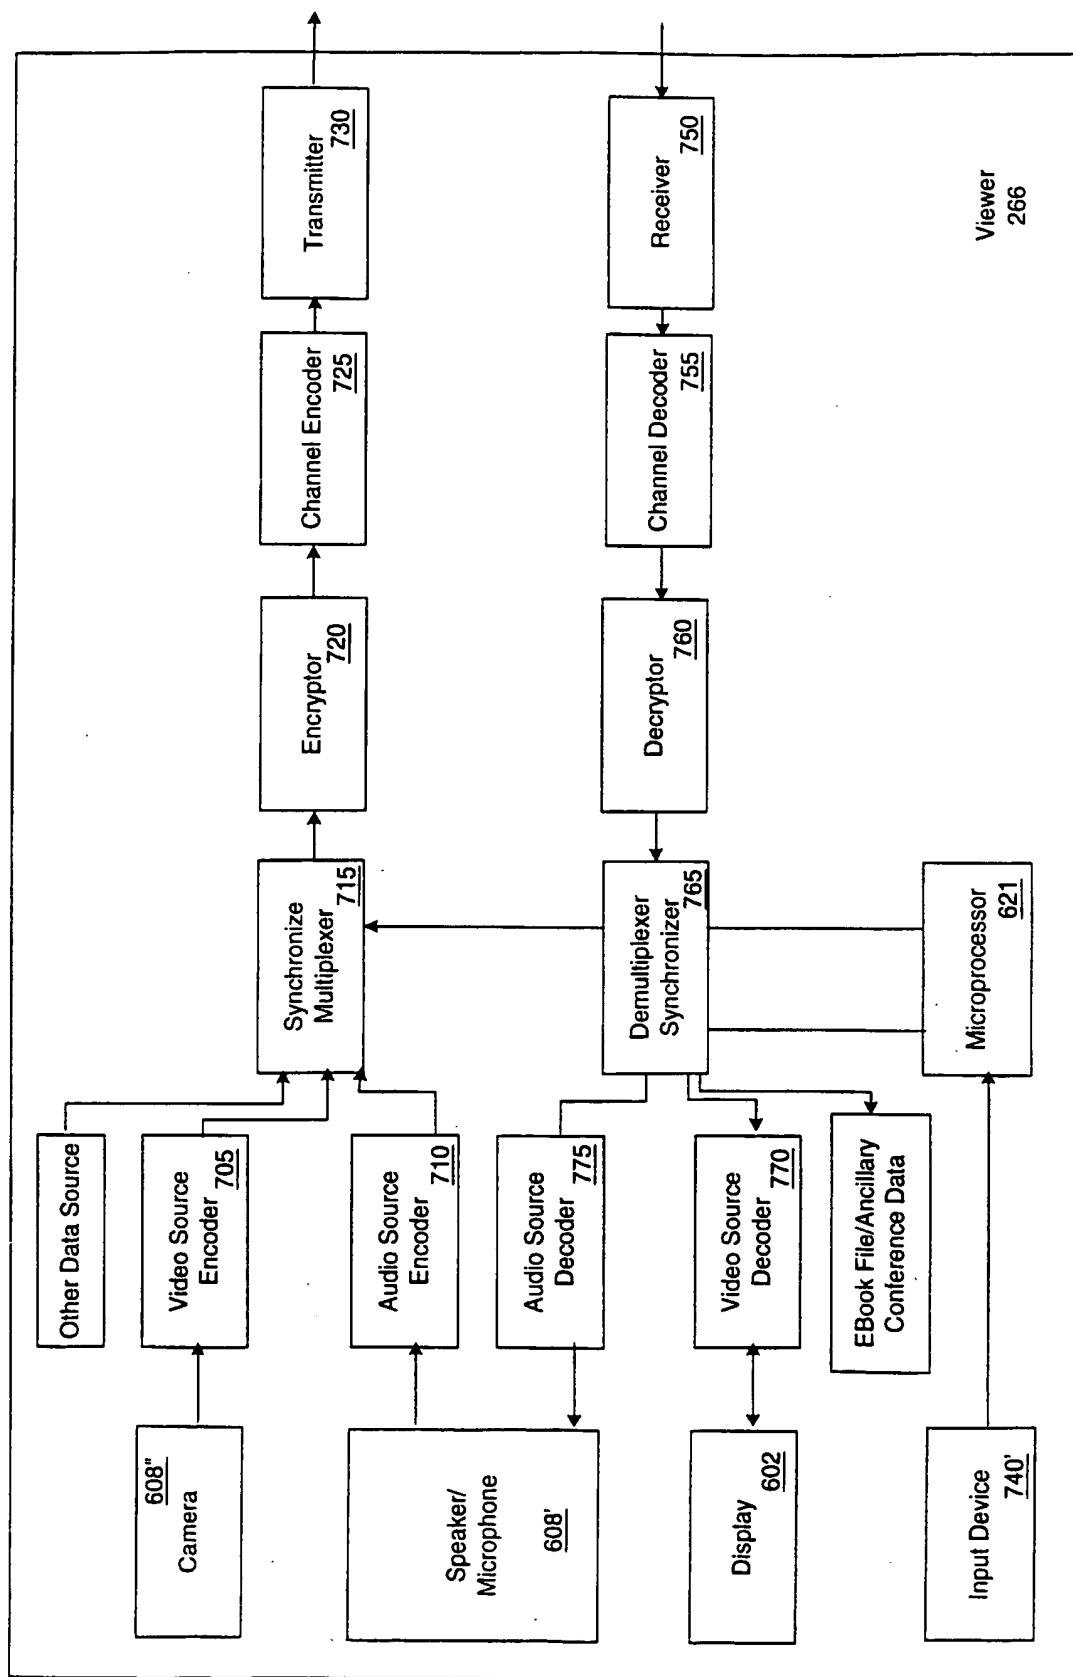 Camera
608"
Speaker/
Microphone
608'
Display
602
Input Device
740'
Other Data Source
Video Source
Encoder
705
Audio Source
Encoder
710
Audio Source
Decoder
775
Video Source
Decoder
770
EBook File/Ancillary
Conference Data
Synchronize
Multiplexer
715
Demultiplexer
Synchronizer
765
Microprocessor
621
Encryptor
720
Decryptor
760
Channel Encoder
725
Channel Decoder
755
Transmitter
730
Receiver
750
Viewer
266